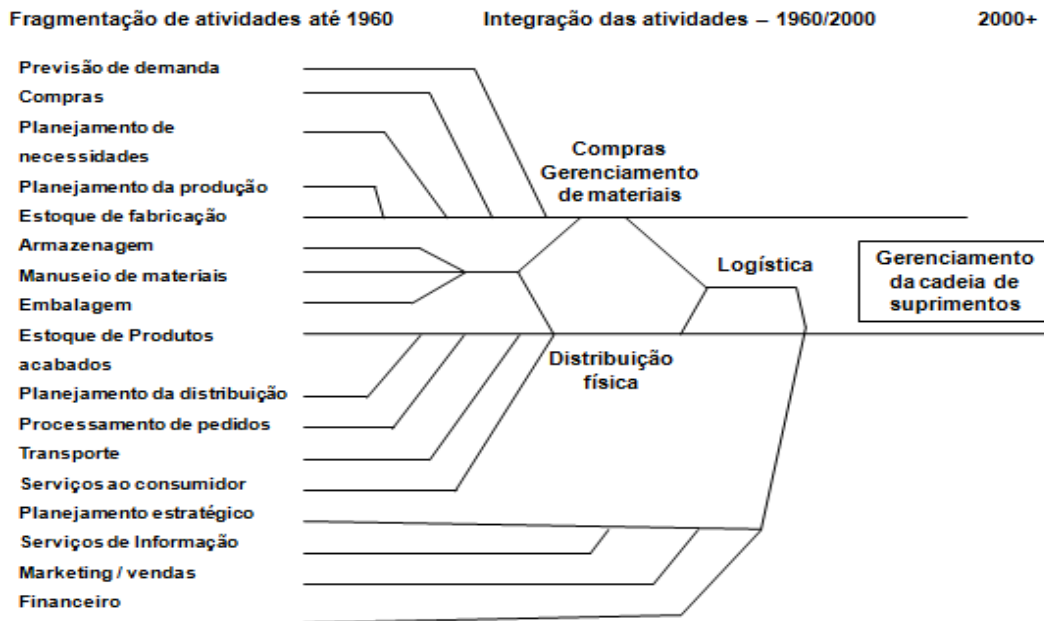 Fragmentação de atividades até 1960
Integração das atividades – 1960/2000
2000+
Previsão de demanda
Compras
Planejamento de
necessidades
Planejamento da produção
Estoque de fabricação
Armazenagem
Manuseio de materiais
Embalagem
Estoque de Produtos
acabados
Planejamento da distribuição
Processamento de pedidos
Transporte
Serviços ao consumidor
Planejamento estratégico
Serviços de Informação
Marketing / vendas
Financeiro
Compras
Gerenciamento
de materiais
Distribuição
física
Logística
Gerenciamento
da cadeia de
suprimentos